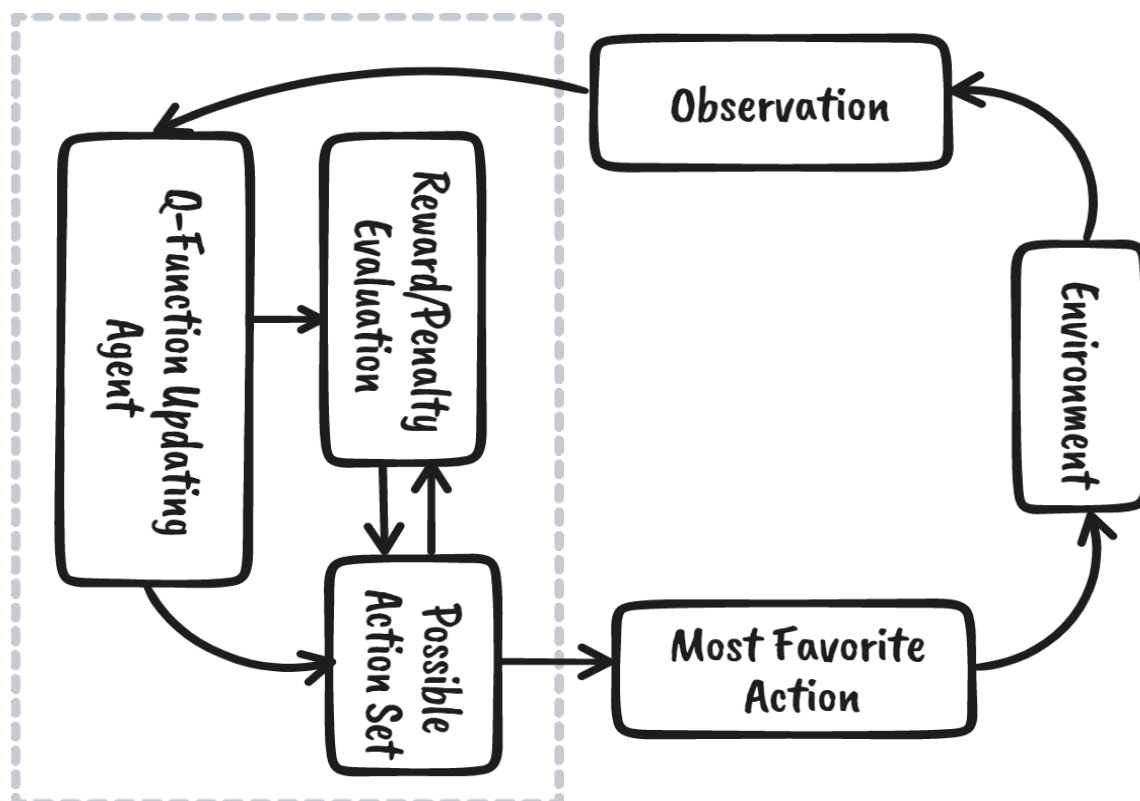 Observation
Q-Function Updating
Agent
Reward/Penalty
Evaluation
Environment
Possible
Action Set
Most Favorite
Action